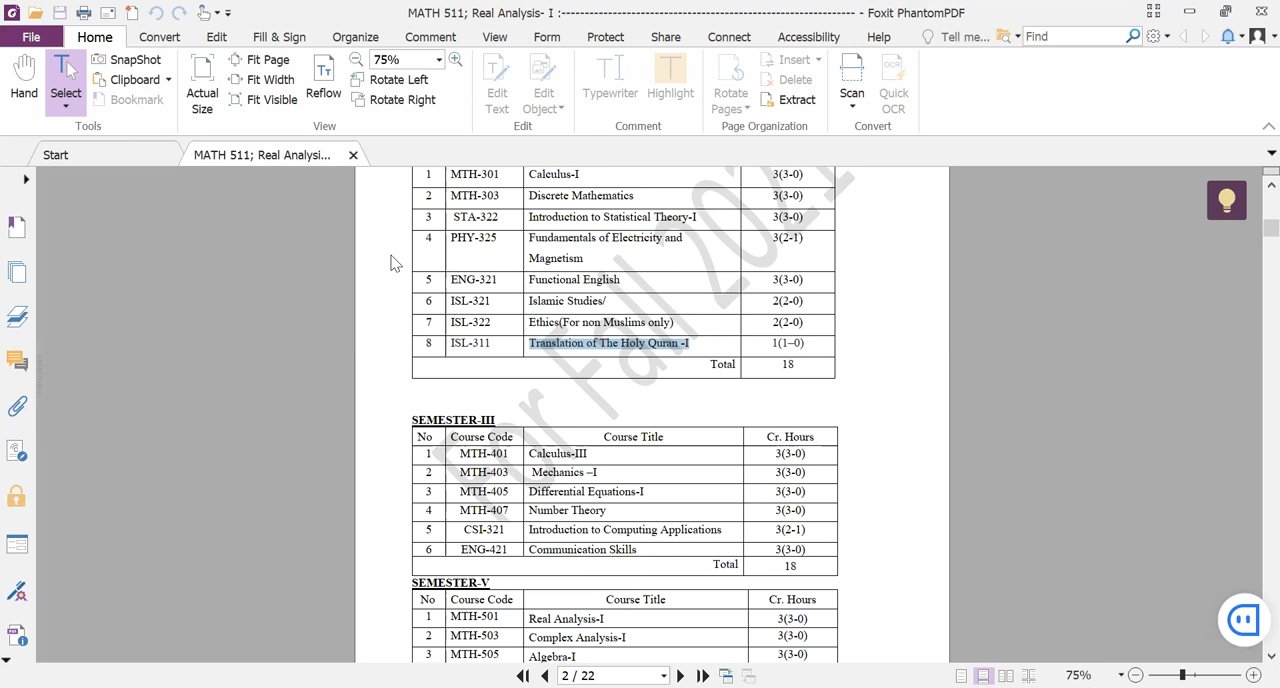 MATH 511; Real Analysis- I :------------------------------------------------------------------ - Foxit PhantomPDF
File Home Convert Edit Fill & Sign Organize Comment View Form Protect Share Connect Accessibility Help Tell me... Find
Hand
Select
SnapShot
Clipboard
Bookmark
Tools
Actual Size
Fit Page
Fit Width
Fit Visible
Reflow
75%
Rotate Left
Rotate Right
View
Edit Text
Edit Object
Edit
Typewriter
Highlight
Comment
Rotate Pages
Insert
Delete
Extract
Page Organization
Scan
Quick OCR
Convert
Start
MATH 511; Real Analysi...
1 MTH-301 Calculus-I 3(3-0)
2 MTH-303 Discrete Mathematics 3(3-0)
3 STA-322 Introduction to Statistical Theory-I 3(3-0)
4 PHY-325 Fundamentals of Electricity and 3(2-1)
Magnetism
5 ENG-321 Functional English 3(3-0)
6 ISL-321 Islamic Studies/ 2(2-0)
7 ISL-322 Ethics(For non Muslims only) 2(2-0)
8 ISL-311 Translation of The Holy Quran -I 1(1–0)
Total 18
For Fall 2021
SEMESTER-III
No Course Code Course Title Cr. Hours
1 MTH-401 Calculus-III 3(3-0)
2 MTH-403 Mechanics –I 3(3-0)
3 MTH-405 Differential Equations-I 3(3-0)
4 MTH-407 Number Theory 3(3-0)
5 CSI-321 Introduction to Computing Applications 3(2-1)
6 ENG-421 Communication Skills 3(3-0)
Total 18
SEMESTER-V
No Course Code Course Title Cr. Hours
1 MTH-501 Real Analysis-I 3(3-0)
2 MTH-503 Complex Analysis-I 3(3-0)
3 MTH-505 Algebra-I 3(3-0)
2 / 22
75%